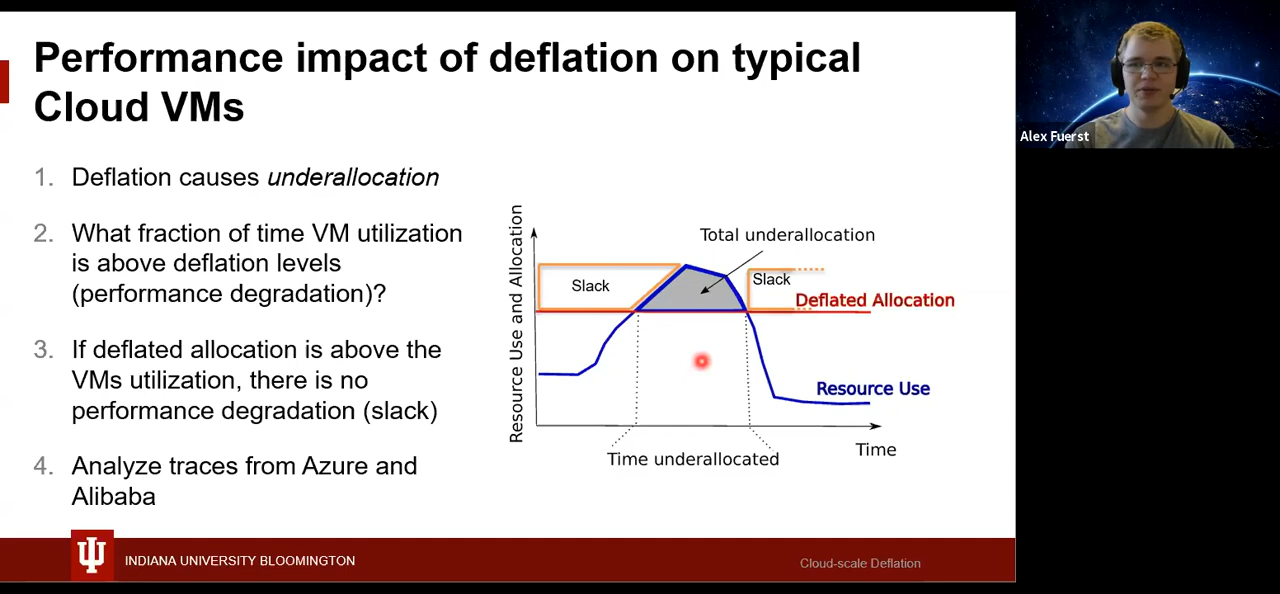 Performance impact of deflation on typical
Cloud VMs
1. Deflation causes underallocation
2. What fraction of time VM utilization
is above deflation levels
(performance degradation)?
3. If deflated allocation is above the
VMs utilization, there is no
performance degradation (slack)
4. Analyze traces from Azure and
Alibaba
Resource Use and Allocation
Total underallocation
Slack
Slack
Deflated Allocation
Resource Use
Time
Time underallocated
INDIANA UNIVERSITY BLOOMINGTON
Cloud-scale Deflation
Alex Fuerst